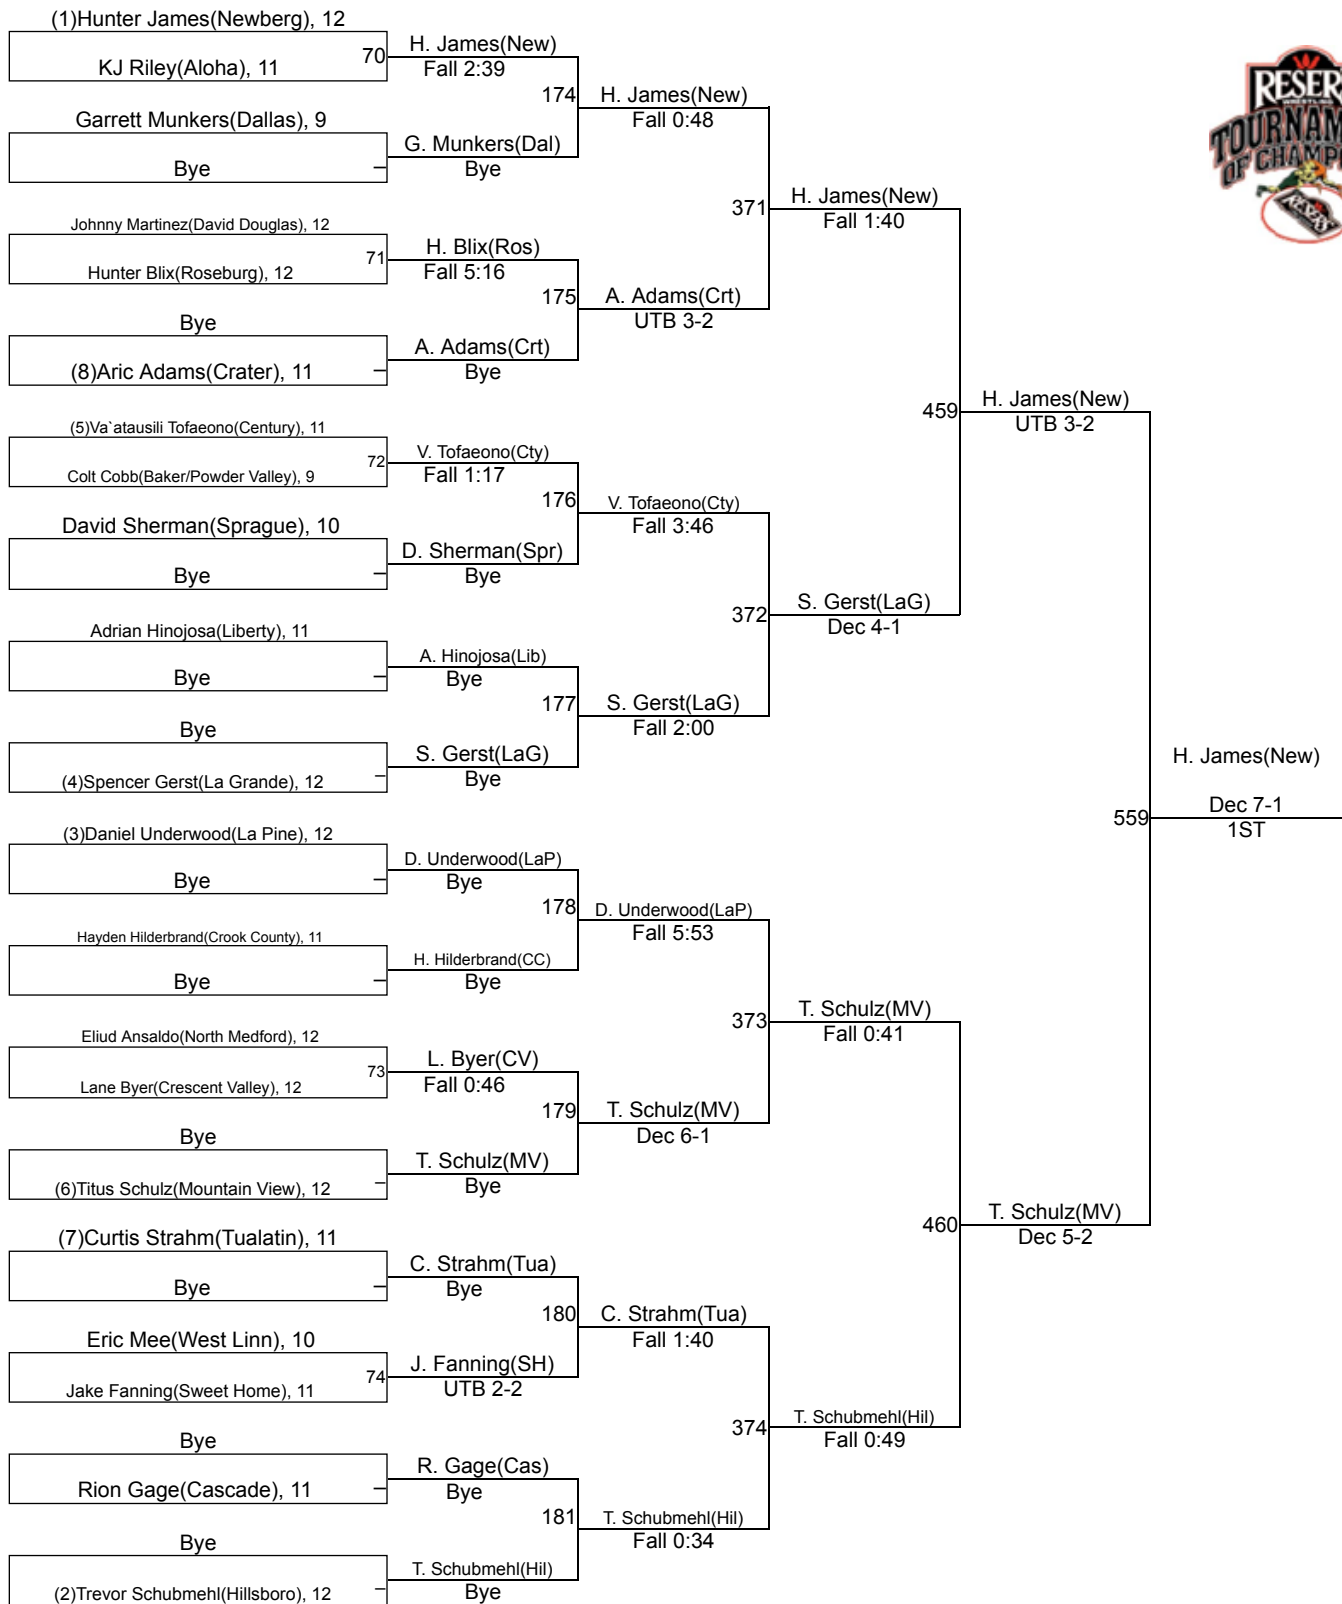 (1)Hunter James(Newberg), 12
KJ Riley(Aloha), 11
70
H. James(New)
Fall 2:39
Garrett Munkers(Dallas), 9
Bye
G. Munkers(Dal)
Bye
174
H. James(New)
Fall 0:48
Johnny Martinez(David Douglas), 12
Hunter Blix(Roseburg), 12
71
H. Blix(Ros)
Fall 5:16
Bye
(8)Aric Adams(Crater), 11
A. Adams(Crt)
Bye
175
A. Adams(Crt)
UTB 3-2
371
H. James(New)
Fall 1:40
(5)Va`atausili Tofaeono(Century), 11
Colt Cobb(Baker/Powder Valley), 9
72
V. Tofaeono(Cty)
Fall 1:17
David Sherman(Sprague), 10
Bye
D. Sherman(Spr)
Bye
176
V. Tofaeono(Cty)
Fall 3:46
Adrian Hinojosa(Liberty), 11
Bye
A. Hinojosa(Lib)
Bye
Bye
(4)Spencer Gerst(La Grande), 12
S. Gerst(LaG)
Bye
177
S. Gerst(LaG)
Fall 2:00
372
S. Gerst(LaG)
Dec 4-1
459
H. James(New)
UTB 3-2
(3)Daniel Underwood(La Pine), 12
Bye
D. Underwood(LaP)
Bye
Hayden Hilderbrand(Crook County), 11
Bye
H. Hilderbrand(CC)
Bye
178
D. Underwood(LaP)
Fall 5:53
Eliud Ansaldo(North Medford), 12
Lane Byer(Crescent Valley), 12
73
L. Byer(CV)
Fall 0:46
Bye
(6)Titus Schulz(Mountain View), 12
T. Schulz(MV)
Bye
179
T. Schulz(MV)
Dec 6-1
373
T. Schulz(MV)
Fall 0:41
(7)Curtis Strahm(Tualatin), 11
Bye
C. Strahm(Tua)
Bye
Eric Mee(West Linn), 10
Jake Fanning(Sweet Home), 11
74
J. Fanning(SH)
UTB 2-2
180
C. Strahm(Tua)
Fall 1:40
Bye
Rion Gage(Cascade), 11
R. Gage(Cas)
Bye
Bye
(2)Trevor Schubmehl(Hillsboro), 12
T. Schubmehl(Hil)
Bye
181
T. Schubmehl(Hil)
Fall 0:34
374
T. Schubmehl(Hil)
Fall 0:49
460
T. Schulz(MV)
Dec 5-2
559
H. James(New)
Dec 7-1
1ST
RESER
WRESTLING
TOURNAM
OF CHAMP
RESERS